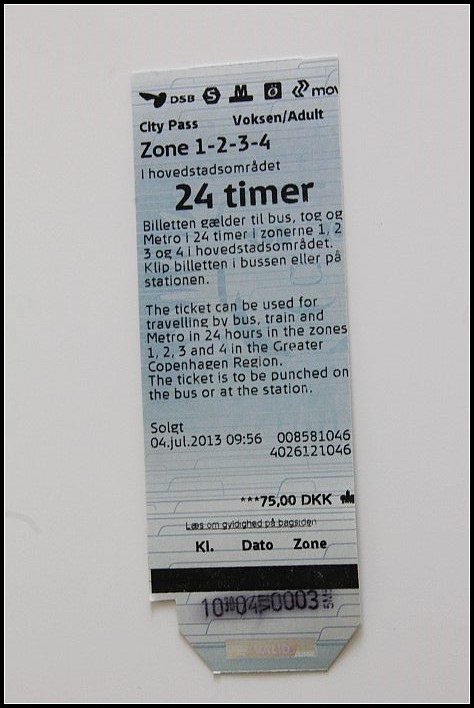 DSB S M Ö mov
City Pass Voksen/Adult
Zone 1-2-3-4
I hovedstadsområdet
24 timer
Billetten gælder til bus, tog og
Metro i 24 timer i zonerne 1, 2
3 og 4 i hovedstadsområdet.
Klip billetten i bussen eller på
stationen.
The ticket can be used for
travelling by bus, train and
Metro in 24 hours in the zones
1, 2, 3 and 4 in the Greater
Copenhagen Region.
The ticket is to be punched on
the bus or at the station.
Solgt
04.jul.2013 09:56 008581046
4026121046
***75,00 DKK
Læs om gyldighed på bagsiden
Kl. Dato Zone
VALID